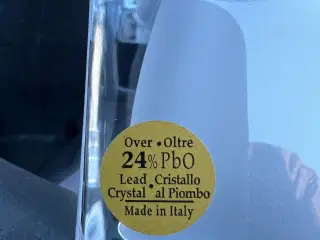 Over • Oltre
24% PbO
Lead • Cristallo
Crystal al Piombo
Made in Italy